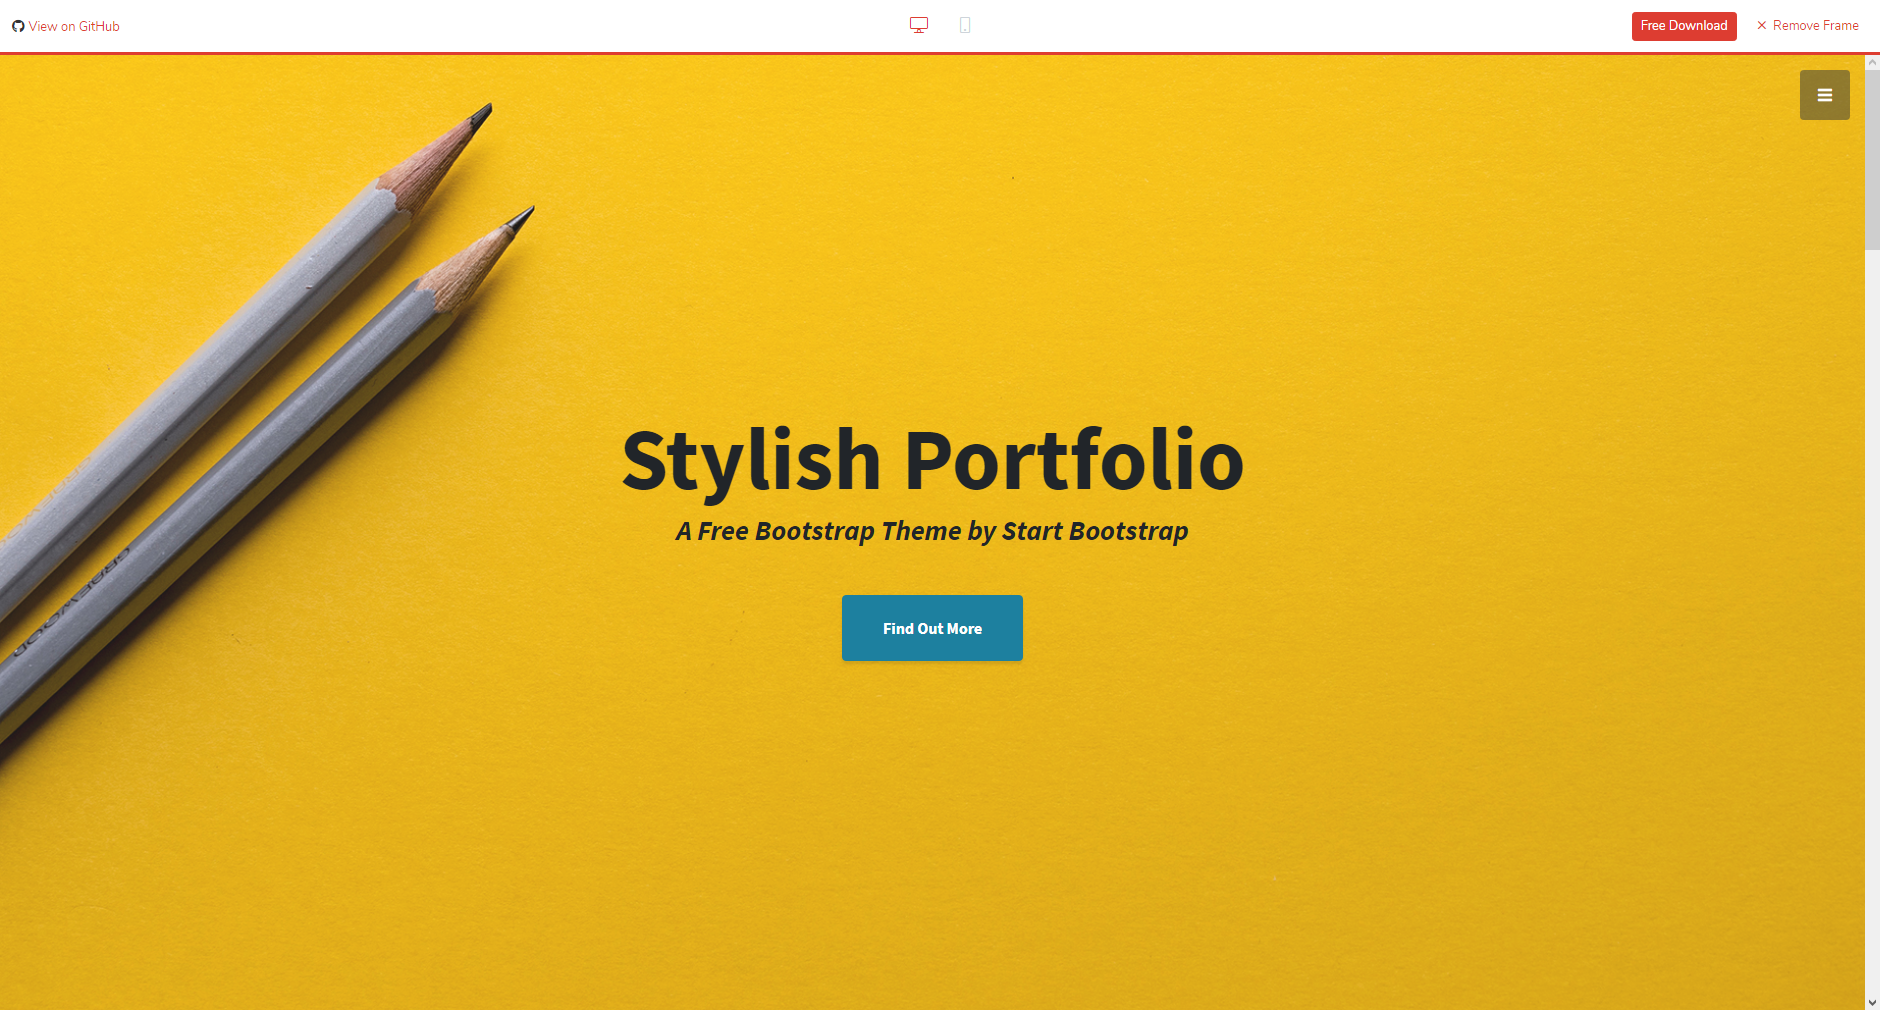 View on GitHub
Free Download
Remove Frame
Stylish Portfolio
A Free Bootstrap Theme by Start Bootstrap
Find Out More